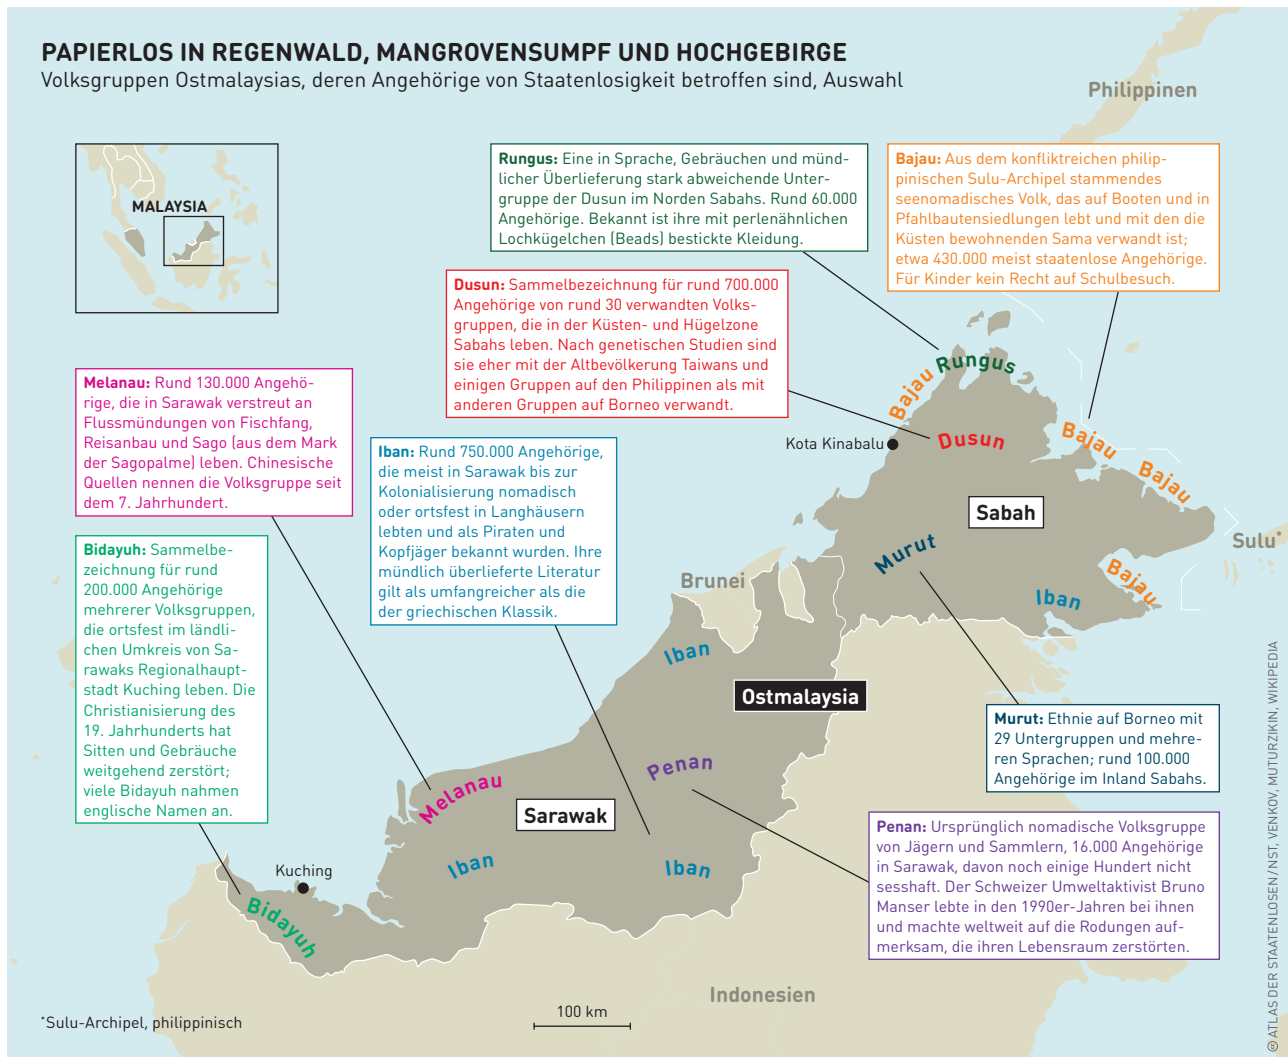 PAPIERLOS IN REGENWALD, MANGROVENSUMPF UND HOCHGEBIRGE
Volksgruppen Ostmalaysias, deren Angehörige von Staatenlosigkeit betroffen sind, Auswahl
Philippinen
MALAYSIA
Rungus: Eine in Sprache, Gebräuchen und münd-
licher Überlieferung stark abweichende Unter-
gruppe der Dusun im Norden Sabahs. Rund 60.000
Angehörige. Bekannt ist ihre mit perlenähnlichen
Lochkügelchen (Beads) bestickte Kleidung.
Bajau: Aus dem konfliktreichen philip-
pinischen Sulu-Archipel stammendes
seenomadisches Volk, das auf Booten und in
Pfahlbautensiedlungen lebt und mit den die
Küsten bewohnenden Sama verwandt ist;
etwa 430.000 meist staatenlose Angehörige.
Für Kinder kein Recht auf Schulbesuch.
Dusun: Sammelbezeichnung für rund 700.000
Angehörige von rund 30 verwandten Volks-
gruppen, die in der Küsten- und Hügelzone
Sabahs leben. Nach genetischen Studien sind
sie eher mit der Altbevölkerung Taiwans und
einigen Gruppen auf den Philippinen als mit
anderen Gruppen auf Borneo verwandt.
Melanau: Rund 130.000 Angehö-
rige, die in Sarawak verstreut an
Flussmündungen von Fischfang,
Reisanbau und Sago (aus dem Mark
der Sagopalme) leben. Chinesische
Quellen nennen die Volksgruppe seit
dem 7. Jahrhundert.
Iban: Rund 750.000 Angehörige,
die meist in Sarawak bis zur
Kolonialisierung nomadisch
oder ortsfest in Langhäusern
lebten und als Piraten und
Kopfjäger bekannt wurden. Ihre
mündlich überlieferte Literatur
gilt als umfangreicher als die
der griechischen Klassik.
Bidayuh: Sammelbe-
zeichnung für rund
200.000 Angehörige
mehrerer Volksgruppen,
die ortsfest im ländli-
chen Umkreis von Sa-
rawaks Regionalhaupt-
stadt Kuching leben. Die
Christianisierung des
19. Jahrhunderts hat
Sitten und Gebräuche
weitgehend zerstört;
viele Bidayuh nahmen
englische Namen an.
Rungus
Bajau
Kota Kinabalu
Dusun
Bajau
Bajau
Sabah
Sulu*
Murut
Bajau
Iban
Brunei
Iban
Ostmalaysia
Murut: Ethnie auf Borneo mit
29 Untergruppen und mehre-
ren Sprachen; rund 100.000
Angehörige im Inland Sabahs.
Penan
Melanau
Sarawak
Iban
Iban
Penan: Ursprünglich nomadische Volksgruppe
von Jägern und Sammlern, 16.000 Angehörige
in Sarawak, davon noch einige Hundert nicht
sesshaft. Der Schweizer Umweltaktivist Bruno
Manser lebte in den 1990er-Jahren bei ihnen
und machte weltweit auf die Rodungen auf-
merksam, die ihren Lebensraum zerstörten.
Kuching
Bidayuh
Indonesien
100 km
*Sulu-Archipel, philippinisch
© ATLAS DER STAATENLOSEN / NST, VENKOV, MUTURZIKIN, WIKIPEDIA